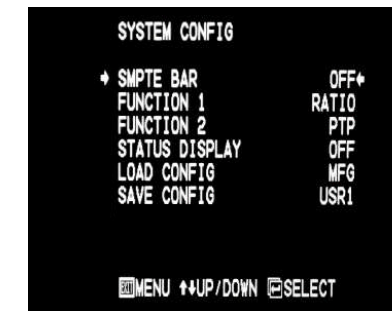 SYSTEM CONFIG
➧ SMPTE BAR OFF←
FUNCTION 1 RATIO
FUNCTION 2 PTP
STATUS DISPLAY OFF
LOAD CONFIG MFG
SAVE CONFIG USR1
EXIT MENU ↑↓UP/DOWN SELECT